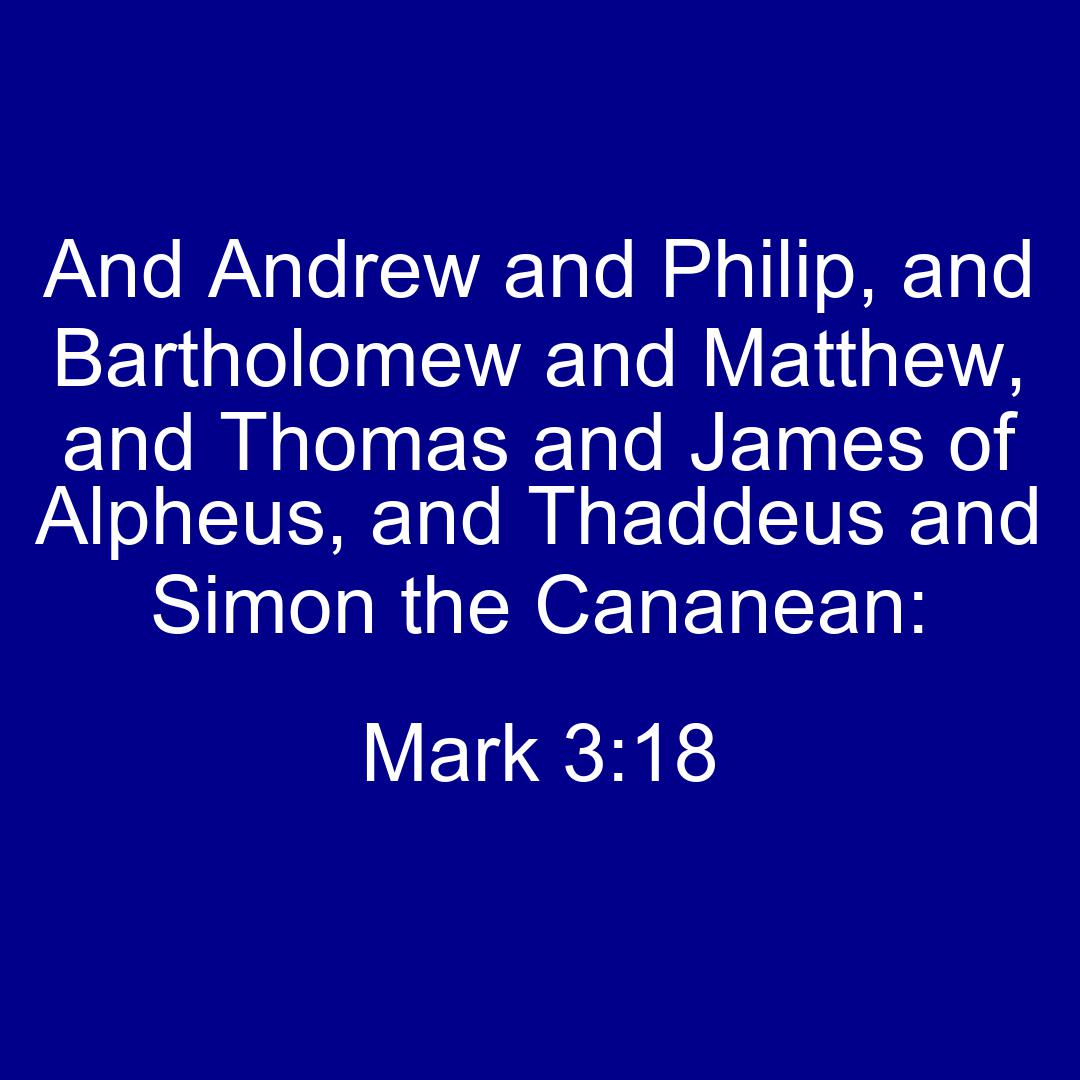 And Andrew and Philip, and
Bartholomew and Matthew,
and Thomas and James of
Alpheus, and Thaddeus and
Simon the Cananean:
Mark 3:18